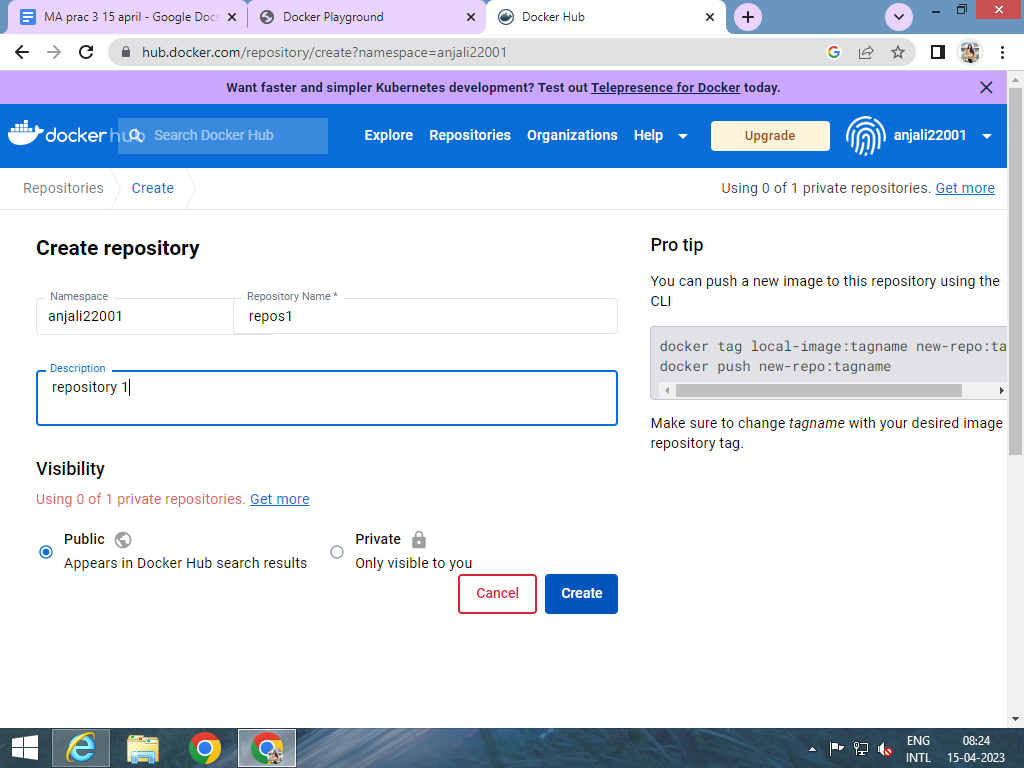 MA prac 3 15 april - Google Docs
Docker Playground
Docker Hub
hub.docker.com/repository/create?namespace=anjali22001
Want faster and simpler Kubernetes development? Test out Telepresence for Docker today.
docker hub
Search Docker Hub
Explore
Repositories
Organizations
Help
Upgrade
anjali22001
Repositories
Create
Using 0 of 1 private repositories. Get more
Create repository
Namespace
anjali22001
Repository Name *
repos1
Description
repository 1
Visibility
Using 0 of 1 private repositories. Get more
Public
Appears in Docker Hub search results
Private
Only visible to you
Cancel
Create
Pro tip
You can push a new image to this repository using the
CLI
docker tag local-image:tagname new-repo:ta
docker push new-repo:tagname
Make sure to change tagname with your desired image
repository tag.
ENG
INTL
08:24
15-04-2023